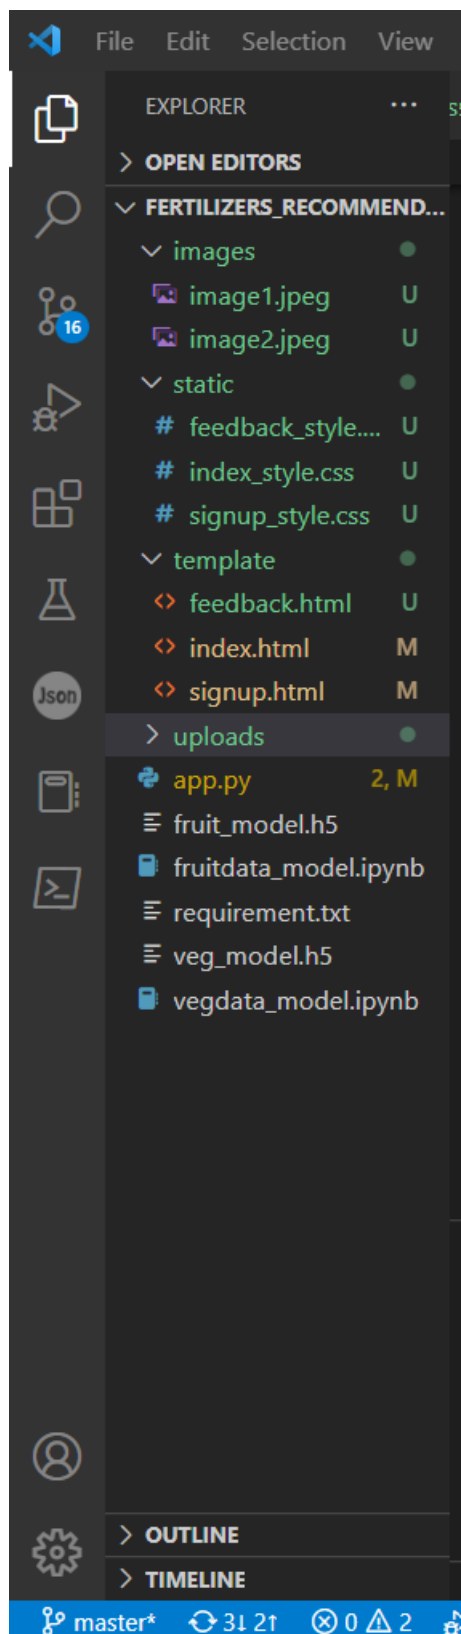 File Edit Selection View
EXPLORER ...
OPEN EDITORS
FERTILIZERS_RECOMMEND...
images
image1.jpeg U
image2.jpeg U
static
16
feedback_style.... U
index_style.css U
signup_style.css U
template
feedback.html U
index.html M
Json
signup.html M
uploads
app.py 2, M
fruit_model.h5
fruitdata_model.ipynb
requirement.txt
veg_model.h5
vegdata_model.ipynb
OUTLINE
TIMELINE
master* 3↓ 2↑ 0 2